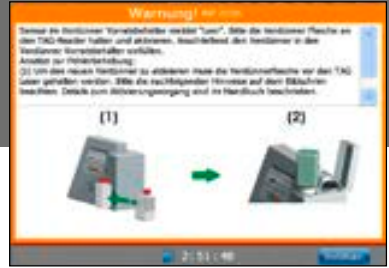 Warnung!
Sensor im Verdünner Vorratsbehälter meldet "Leer". Bitte die Verdünner Flasche an
den TAG-Reader halten und aktivieren. Anschließend den Verdünner in den
Verdünner Vorratsbehälter einfüllen.
Ansatz zur Fehlerbehebung:
(1) Um den neuen Verdünner zu aktivieren muss die Verdünnerflasche vor den TAG
Leser gehalten werden. Bitte die nachfolgenden Hinweise auf dem Bildschirm
beachten. Details zum Aktivierungsvorgang sind im Handbuch beschrieben.
(1) (2)
2:51:40